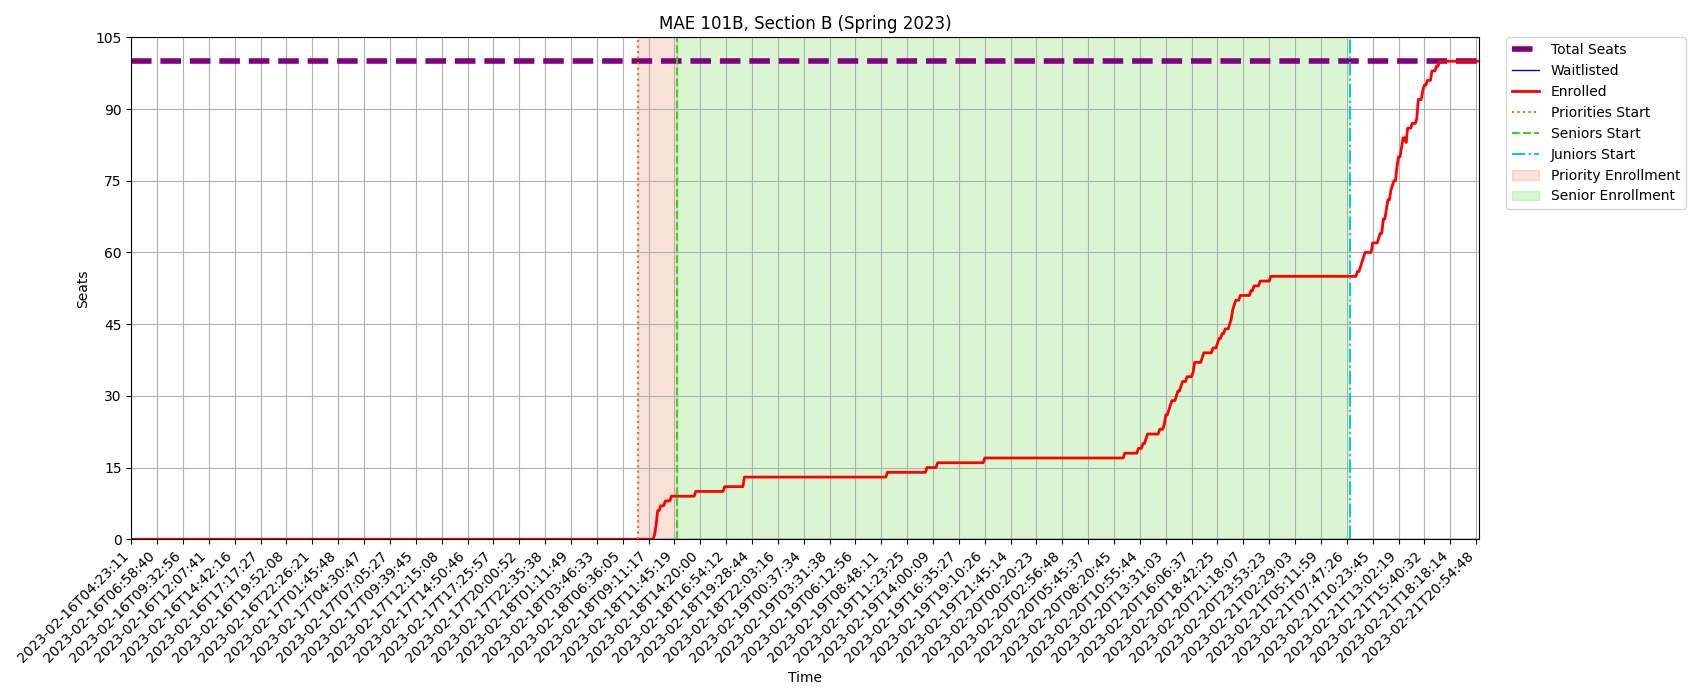 MAE 101B, Section B (Spring 2023)
105
90
75
60
45
30
15
0
Seats
2023-02-16T04:23:11
2023-02-16T06:58:40
2023-02-16T09:32:56
2023-02-16T12:07:41
2023-02-16T14:42:16
2023-02-16T17:17:27
2023-02-16T19:52:08
2023-02-16T22:26:21
2023-02-17T01:45:48
2023-02-17T04:30:47
2023-02-17T07:05:27
2023-02-17T09:39:45
2023-02-17T12:15:08
2023-02-17T14:50:46
2023-02-17T17:25:57
2023-02-17T20:00:52
2023-02-17T22:35:38
2023-02-18T01:11:49
2023-02-18T03:46:33
2023-02-18T06:36:05
2023-02-18T09:11:17
2023-02-18T11:45:19
2023-02-18T14:20:00
2023-02-18T16:54:12
2023-02-18T19:28:44
2023-02-18T22:03:16
2023-02-19T00:37:34
2023-02-19T03:31:38
2023-02-19T06:12:56
2023-02-19T08:48:11
2023-02-19T11:23:25
2023-02-19T14:00:09
2023-02-19T16:35:27
2023-02-19T19:10:26
2023-02-19T21:45:14
2023-02-20T00:20:23
2023-02-20T02:56:48
2023-02-20T05:45:37
2023-02-20T08:20:45
2023-02-20T10:55:44
2023-02-20T13:31:03
2023-02-20T16:06:37
2023-02-20T18:42:25
2023-02-20T21:18:07
2023-02-20T23:53:23
2023-02-21T02:29:03
2023-02-21T05:11:59
2023-02-21T07:47:26
2023-02-21T10:23:45
2023-02-21T13:02:19
2023-02-21T15:40:32
2023-02-21T18:18:14
2023-02-21T20:54:48
Time
Total Seats
Waitlisted
Enrolled
Priorities Start
Seniors Start
Juniors Start
Priority Enrollment
Senior Enrollment